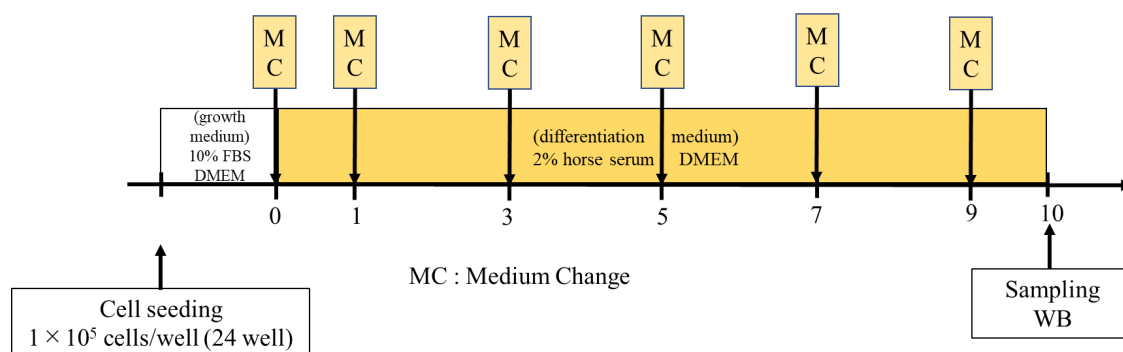 M
C
M
C
M
C
M
C
M
C
M
C
(growth
medium)
10% FBS
DMEM
(differentiation medium)
2% horse serum DMEM
0
1
3
5
7
9
10
MC : Medium Change
Cell seeding
1 × 10⁵ cells/well (24 well)
Sampling
WB